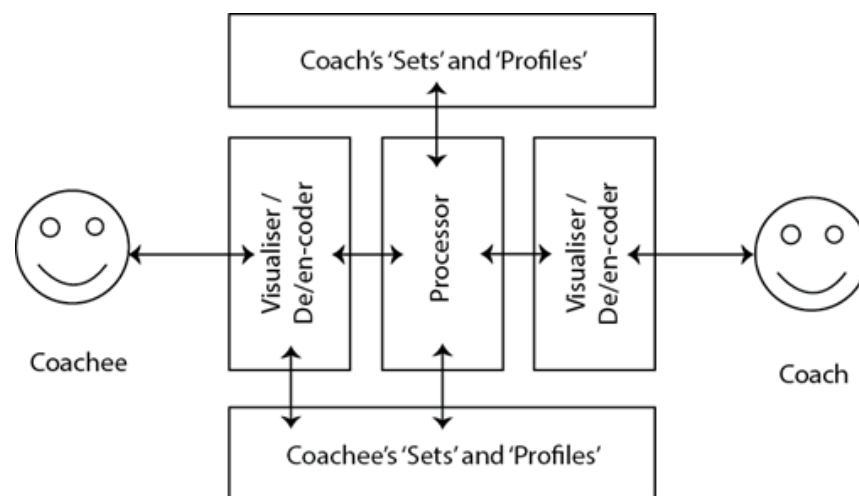 Coach's ‘Sets’ and ‘Profiles’
Visualiser /
De/en-coder
Processor
Visualiser /
De/en-coder
Coachee
Coach
Coachee's ‘Sets’ and ‘Profiles’